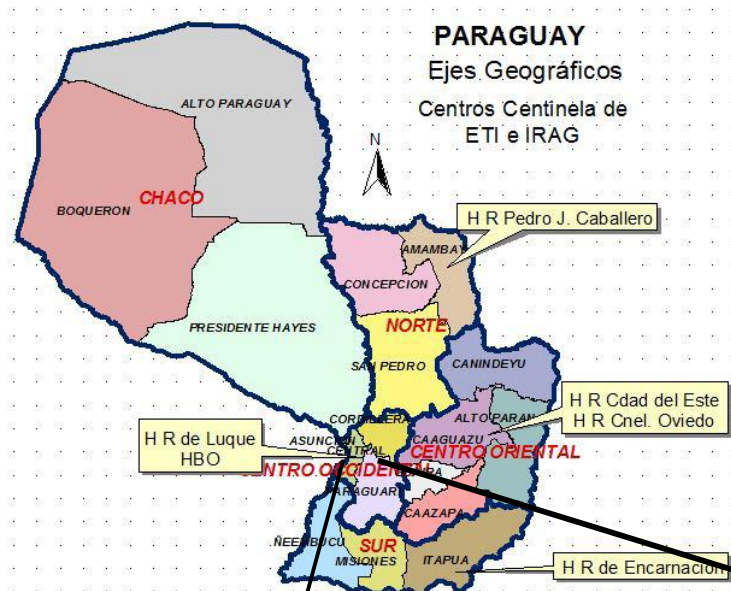 PARAGUAY
Ejes Geográficos
Centros Centinela de
ETI e IRAG
N
ALTO PARAGUAY
CHACO
BOQUERON
H R Pedro J. Caballero
AMAMBAY
CONCEPCION
PRESIDENTE HAYES
NORTE
SAN PEDRO
CANINDEYU
H R Cdad del Este
H R Cnel. Oviedo
CORDILLERA
ALTO PARAN
H R de Luque
HBO
ASUNCION
CAAGUAZU
CENTRAL
CENTRO ORIENTAL
CENTRO OCCIDENTAL
PARAGUARI
CAAZAPA
ÑEEMBUCU
SUR
MISIONES
ITAPUA
H R de Encarnación